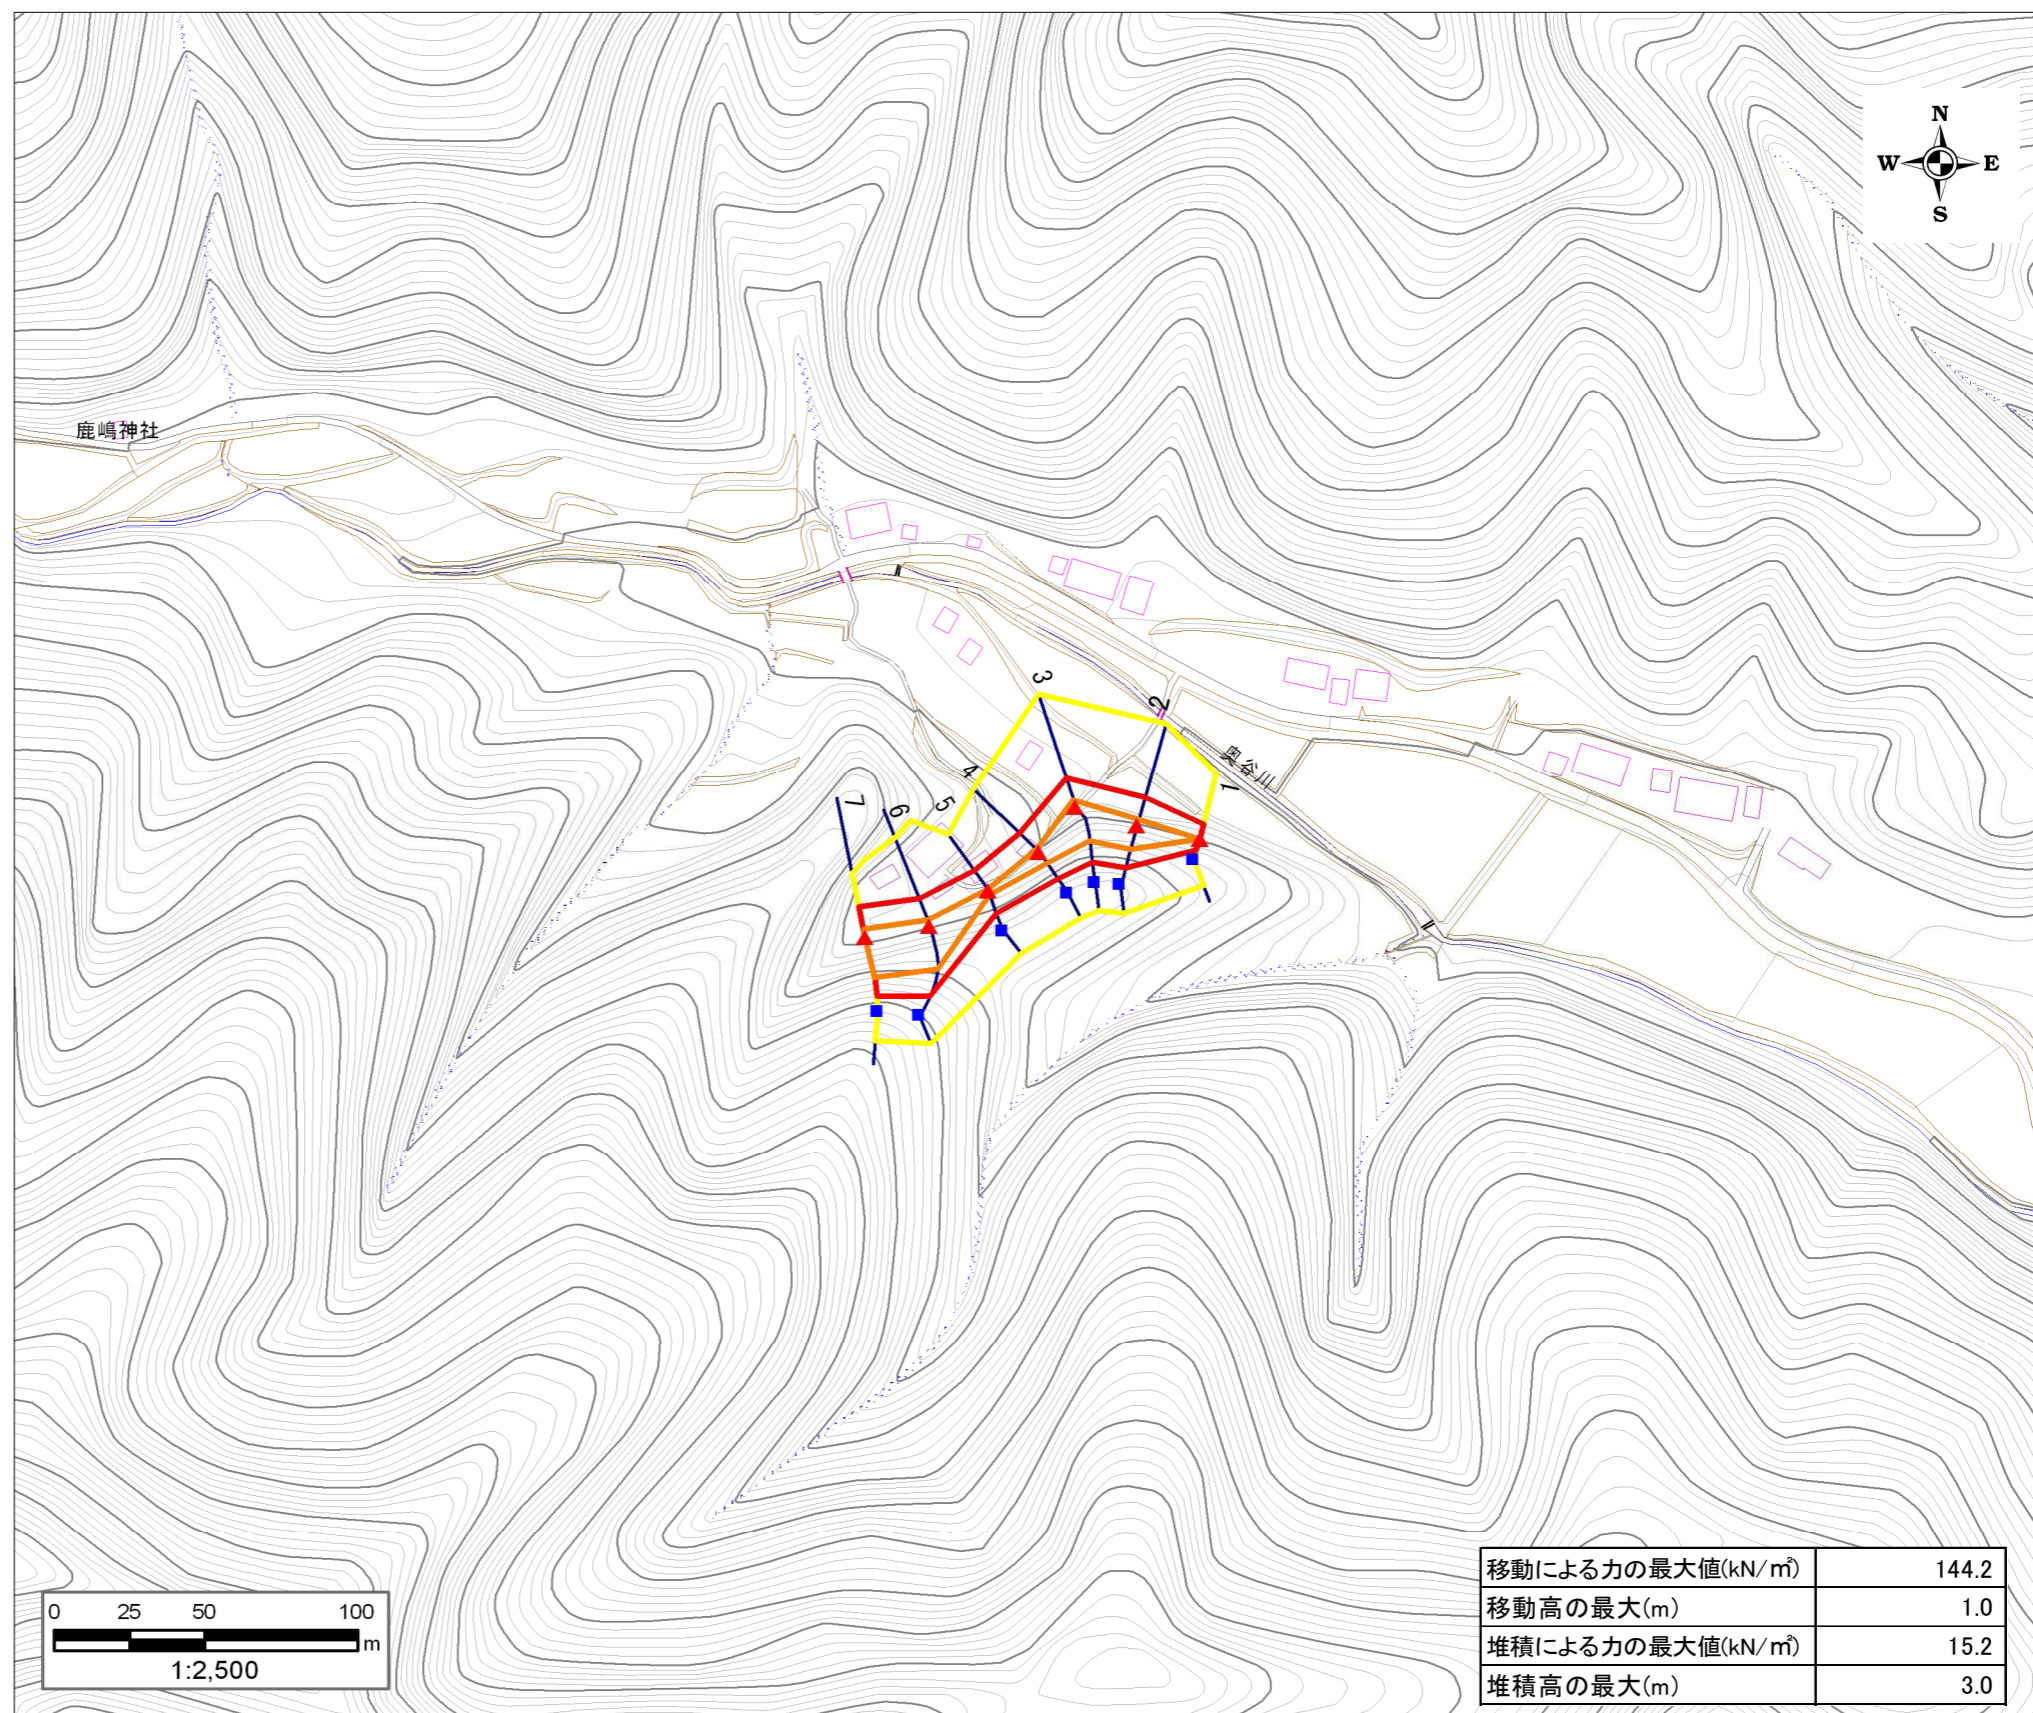 N
W E
S
鹿嶋神社
3
2
奥谷川
1
4
5
6
7
0 25 50 100
m
1:2,500
移動による力の最大値(kN/㎡) 144.2
移動高の最大(m) 1.0
堆積による力の最大値(kN/㎡) 15.2
堆積高の最大(m) 3.0